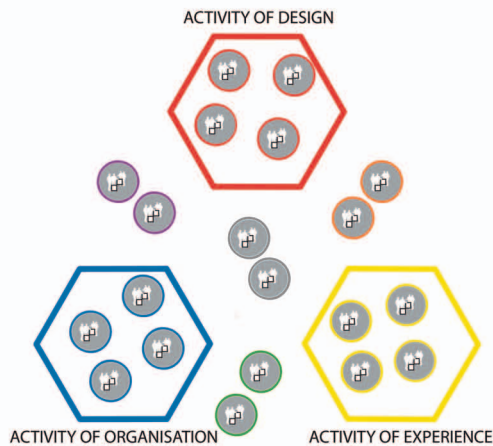 ACTIVITY OF DESIGN
ACTIVITY OF ORGANISATION
ACTIVITY OF EXPERIENCE